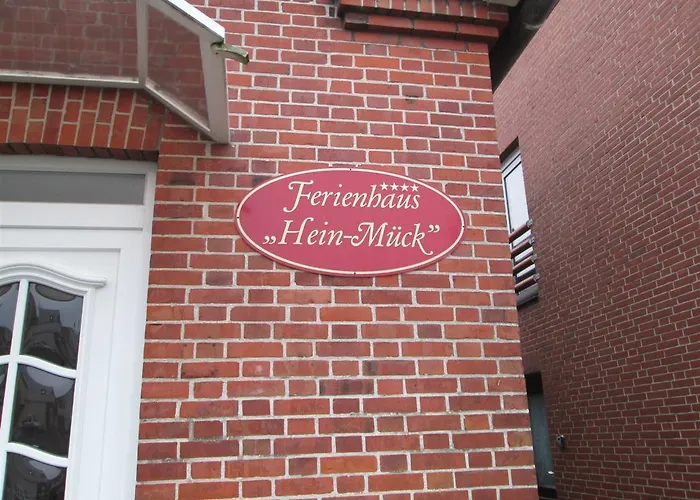 Ferienhaus ****
„Hein-Mück”